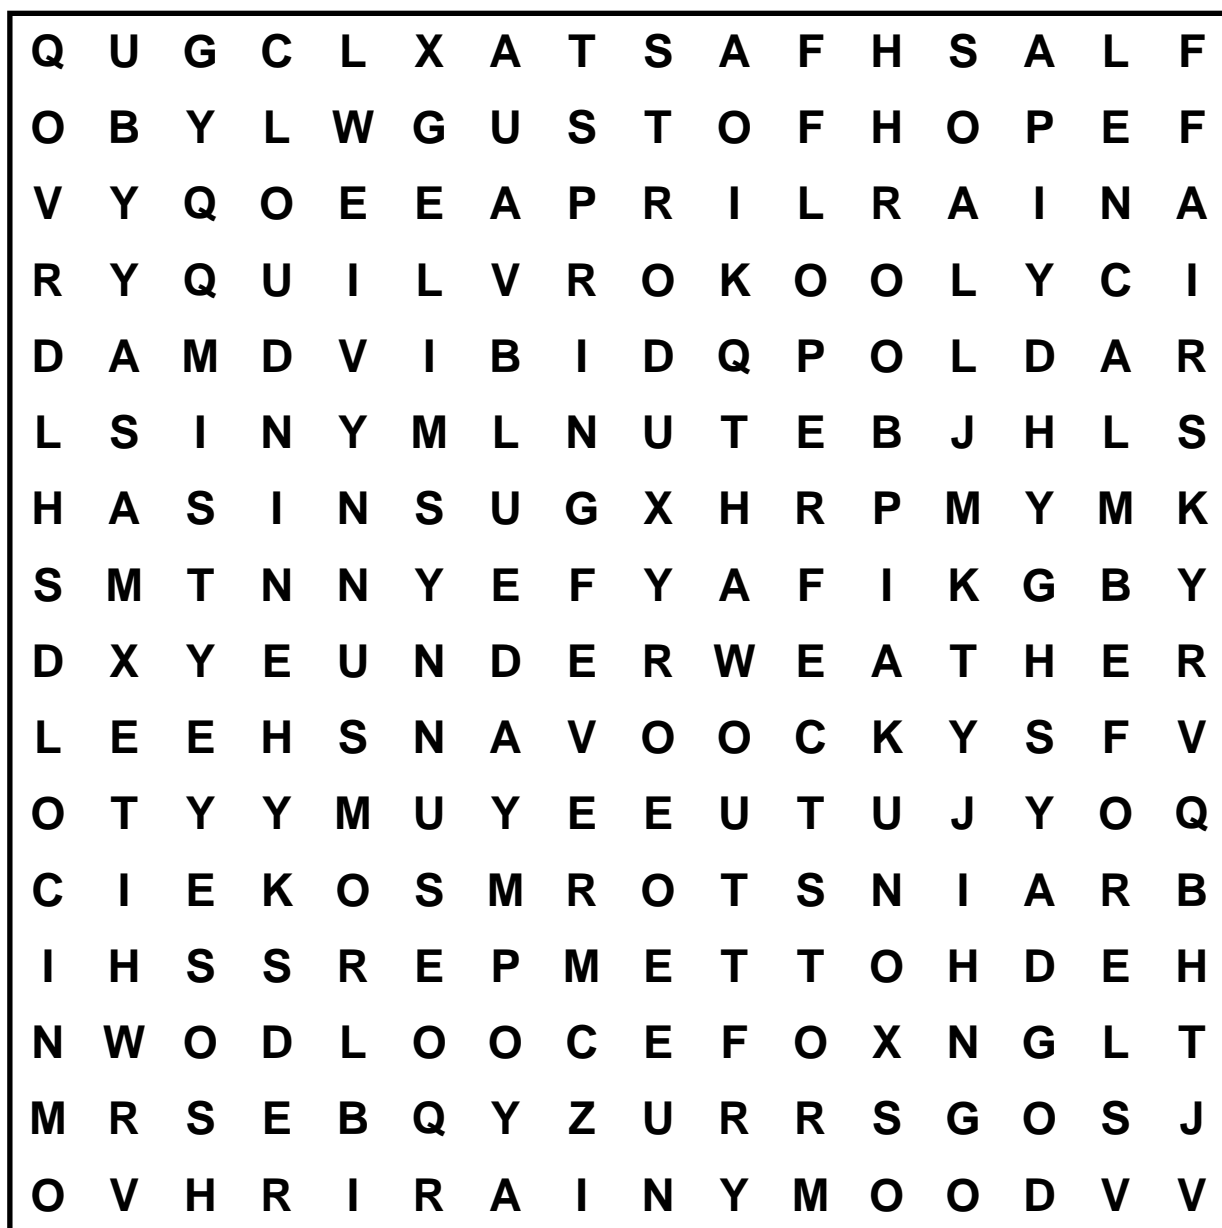 Q U G C L X A T S A F H S A L F
O B Y L W G U S T O F H O P E F
V Y Q O E E A P R I L R A I N A
R Y Q U I L V R O K O O L Y C I
D A M D V I B I D Q P O L D A R
L S I N Y M L N U T E B J H L S
H A S I N S U G X H R P M Y M K
S M T N N Y E F Y A F I K G B Y
D X Y E U N D E R W E A T H E R
L E E H S N A V O O C K Y S F V
O T Y Y M U Y E E U T U J Y O Q
C I E K O S M R O T S N I A R B
I H S S R E P M E T T O H D E H
N W O D L O O C E F O X N G L T
M R S E B Q Y Z U R R S G O S J
O V H R I R A I N Y M O O D V V